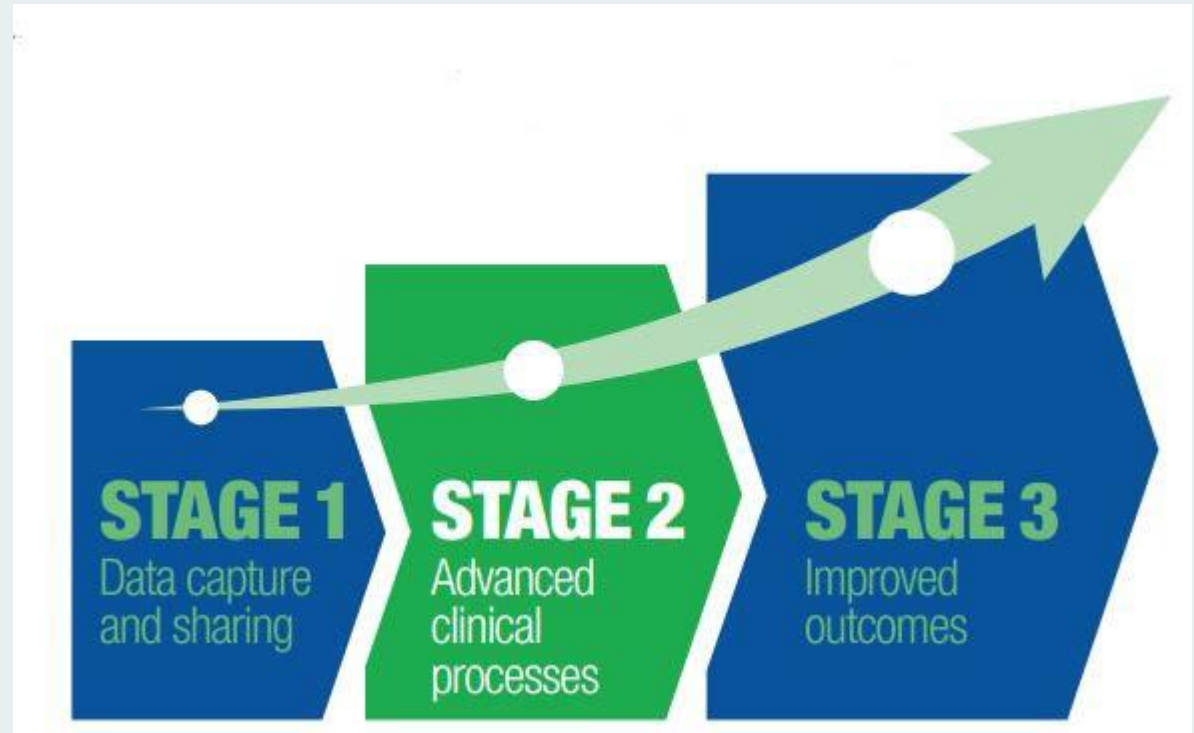 STAGE 1
Data capture
and sharing
STAGE 2
Advanced
clinical
processes
STAGE 3
Improved
outcomes